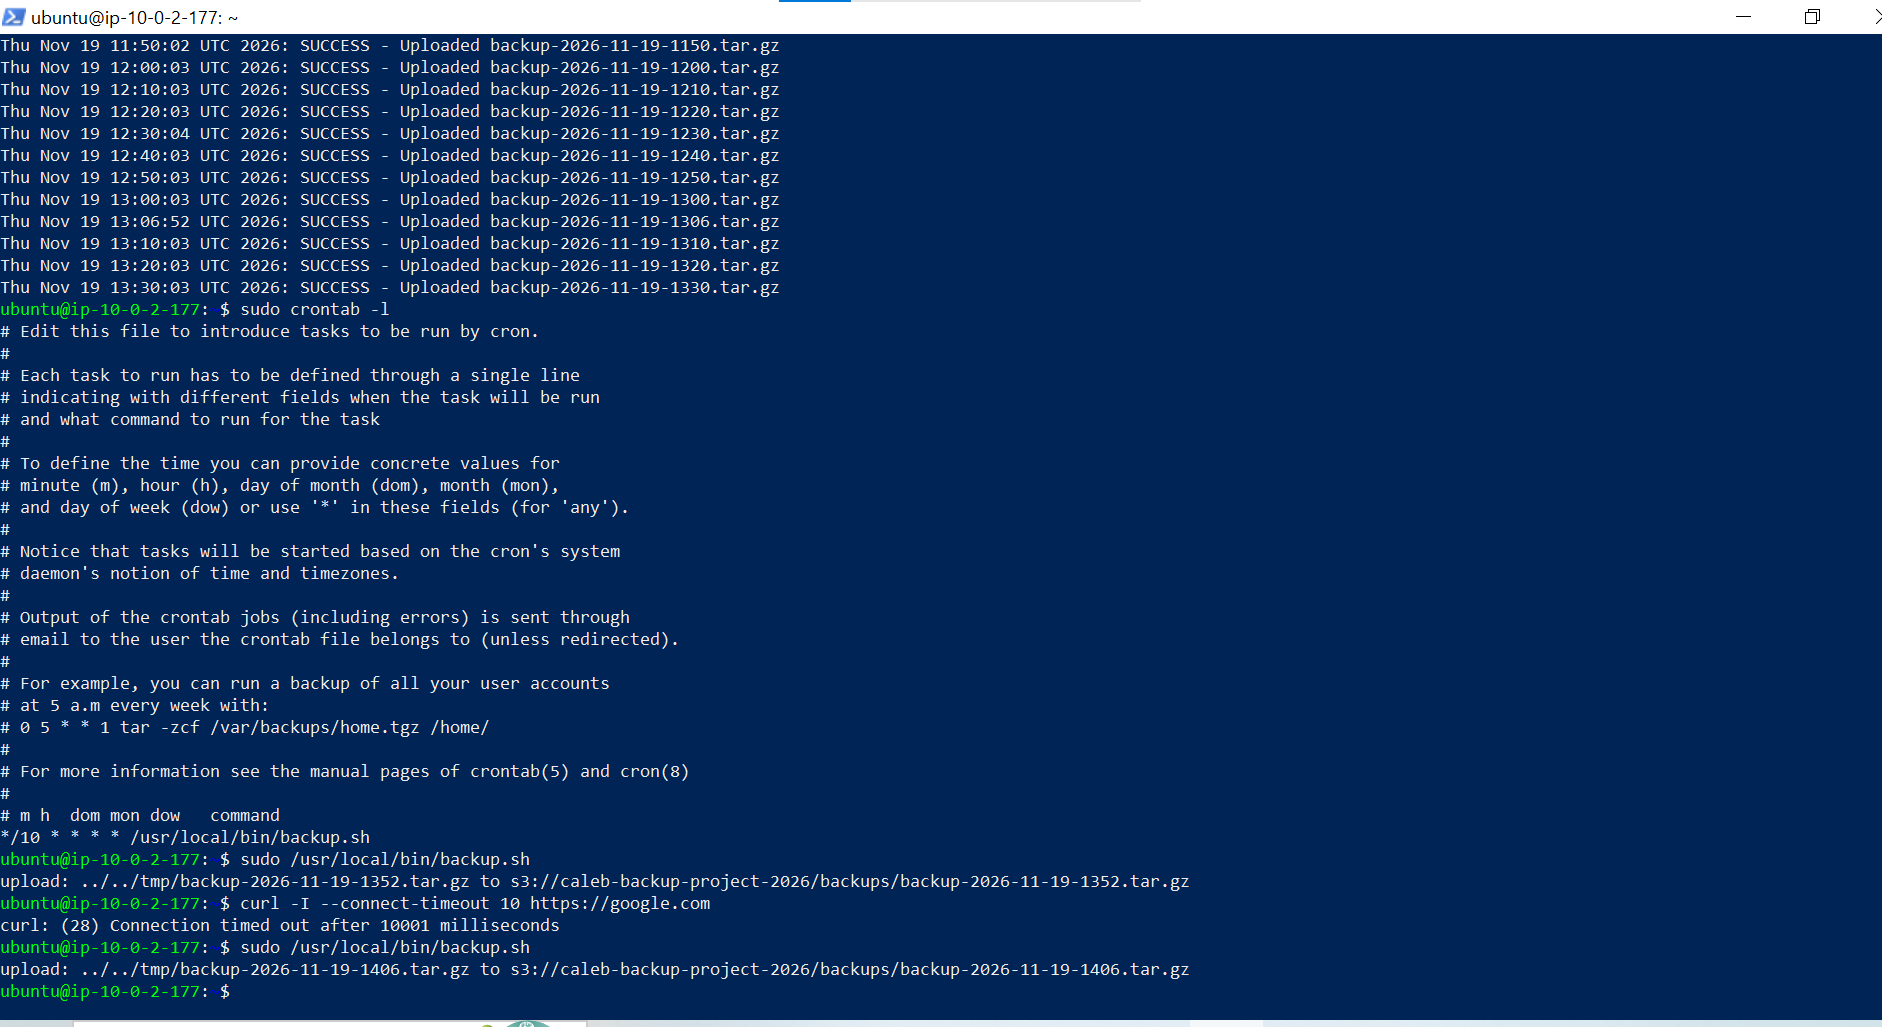 ubuntu@ip-10-0-2-177: ~
Thu Nov 19 11:50:02 UTC 2026: SUCCESS - Uploaded backup-2026-11-19-1150.tar.gz
Thu Nov 19 12:00:03 UTC 2026: SUCCESS - Uploaded backup-2026-11-19-1200.tar.gz
Thu Nov 19 12:10:03 UTC 2026: SUCCESS - Uploaded backup-2026-11-19-1210.tar.gz
Thu Nov 19 12:20:03 UTC 2026: SUCCESS - Uploaded backup-2026-11-19-1220.tar.gz
Thu Nov 19 12:30:04 UTC 2026: SUCCESS - Uploaded backup-2026-11-19-1230.tar.gz
Thu Nov 19 12:40:03 UTC 2026: SUCCESS - Uploaded backup-2026-11-19-1240.tar.gz
Thu Nov 19 12:50:03 UTC 2026: SUCCESS - Uploaded backup-2026-11-19-1250.tar.gz
Thu Nov 19 13:00:03 UTC 2026: SUCCESS - Uploaded backup-2026-11-19-1300.tar.gz
Thu Nov 19 13:06:52 UTC 2026: SUCCESS - Uploaded backup-2026-11-19-1306.tar.gz
Thu Nov 19 13:10:03 UTC 2026: SUCCESS - Uploaded backup-2026-11-19-1310.tar.gz
Thu Nov 19 13:20:03 UTC 2026: SUCCESS - Uploaded backup-2026-11-19-1320.tar.gz
Thu Nov 19 13:30:03 UTC 2026: SUCCESS - Uploaded backup-2026-11-19-1330.tar.gz
ubuntu@ip-10-0-2-177: $ sudo crontab -l
# Edit this file to introduce tasks to be run by cron.
#
# Each task to run has to be defined through a single line
# indicating with different fields when the task will be run
# and what command to run for the task
#
# To define the time you can provide concrete values for
# minute (m), hour (h), day of month (dom), month (mon),
# and day of week (dow) or use '*' in these fields (for 'any').
#
# Notice that tasks will be started based on the cron's system
# daemon's notion of time and timezones.
#
# Output of the crontab jobs (including errors) is sent through
# email to the user the crontab file belongs to (unless redirected).
#
# For example, you can run a backup of all your user accounts
# at 5 a.m every week with:
# 0 5 * * 1 tar -zcf /var/backups/home.tgz /home/
#
# For more information see the manual pages of crontab(5) and cron(8)
#
# m h  dom mon dow   command
*/10 * * * * /usr/local/bin/backup.sh
ubuntu@ip-10-0-2-177: $ sudo /usr/local/bin/backup.sh
upload: ../../tmp/backup-2026-11-19-1352.tar.gz to s3://caleb-backup-project-2026/backups/backup-2026-11-19-1352.tar.gz
ubuntu@ip-10-0-2-177: $ curl -I --connect-timeout 10 https://google.com
curl: (28) Connection timed out after 10001 milliseconds
ubuntu@ip-10-0-2-177: $ sudo /usr/local/bin/backup.sh
upload: ../../tmp/backup-2026-11-19-1406.tar.gz to s3://caleb-backup-project-2026/backups/backup-2026-11-19-1406.tar.gz
ubuntu@ip-10-0-2-177: $